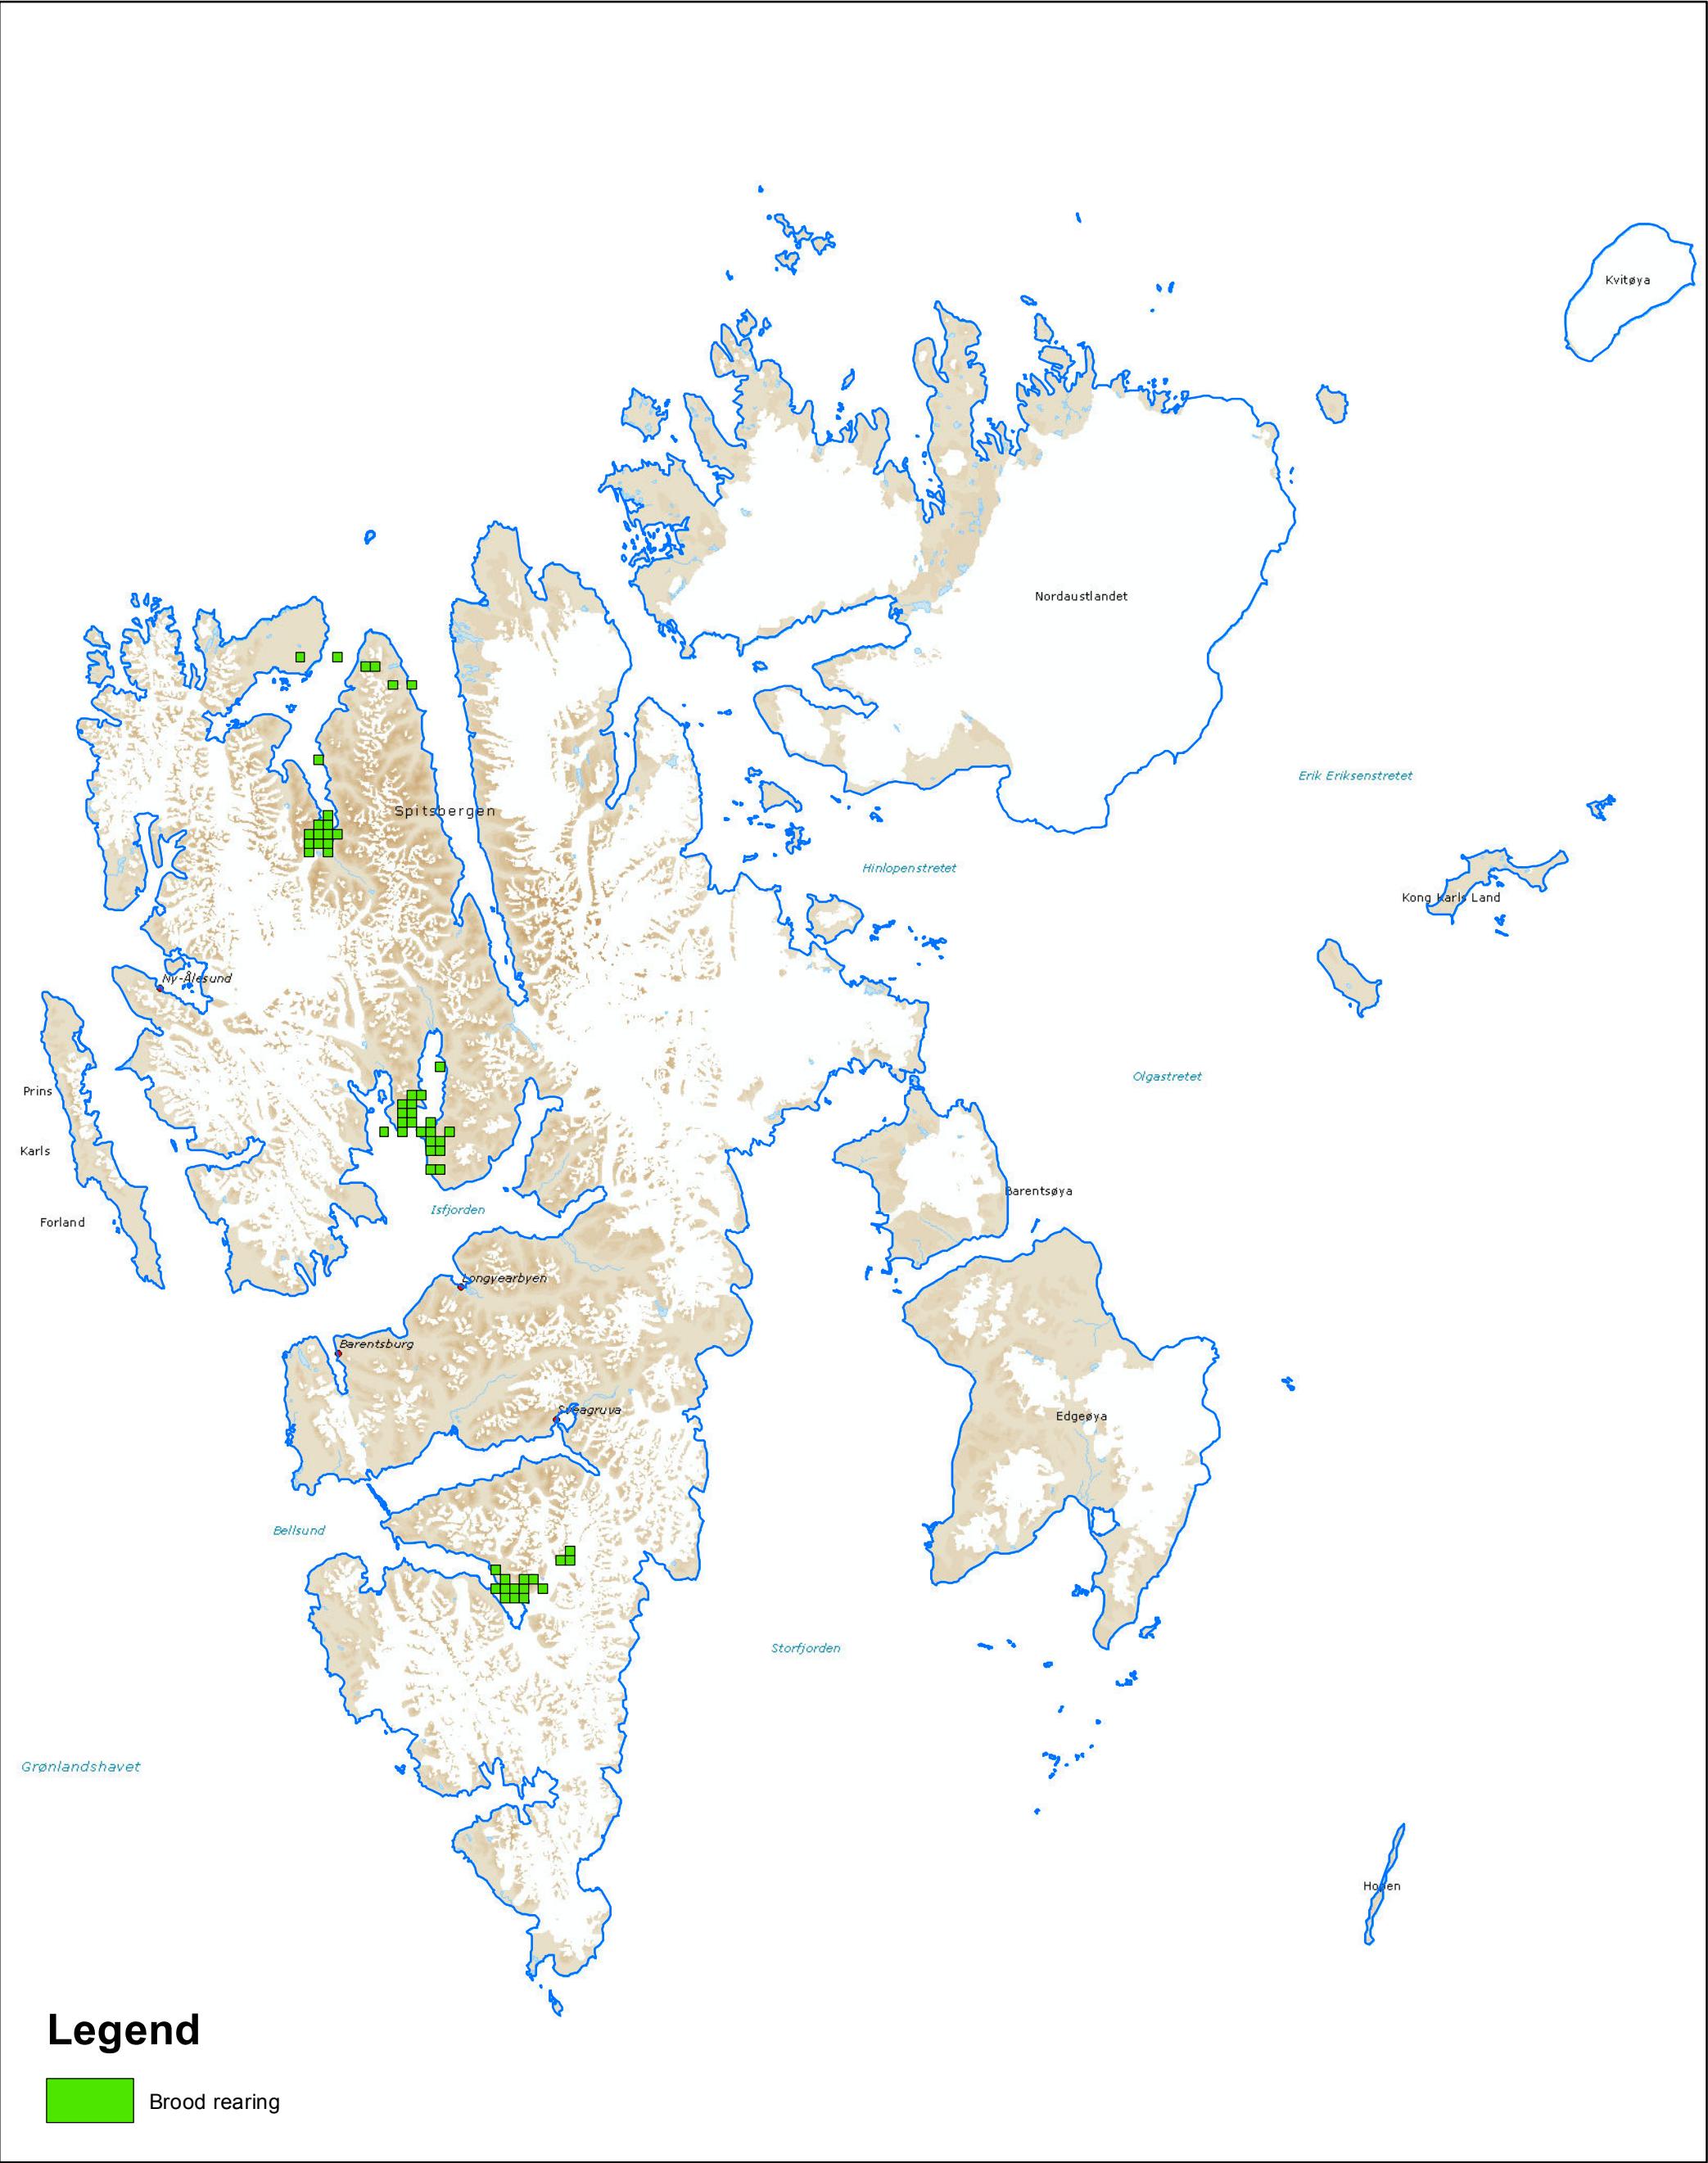 Kvitøya
Nordaustlandet
Erik Eriksenstretet
Spitsbergen
Hinlopenstretet
Kong Karls Land
Ny-Ålesund
Olgastretet
Prins
Karls
Forland
Barentsøya
Isfjorden
Longyearbyen
Barentsburg
Sveagruva
Edgeøya
Bellsund
Storfjorden
Grønlandshavet
Hopen
Legend
Brood rearing